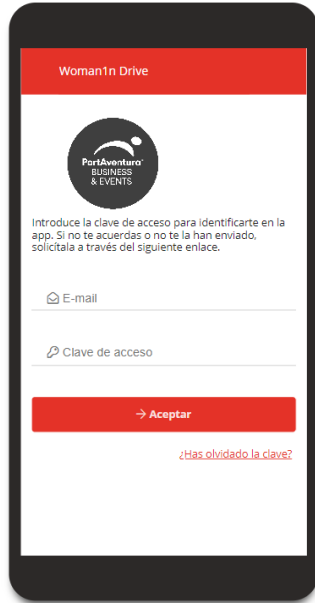 Woman1n Drive
PortAventura®
BUSINESS
& EVENTS
Introduce la clave de acceso para identificarte en la
app. Si no te acuerdas o no te la han enviado,
solicítala a través del siguiente enlace.
E-mail
Clave de acceso
Aceptar
¿Has olvidado la clave?